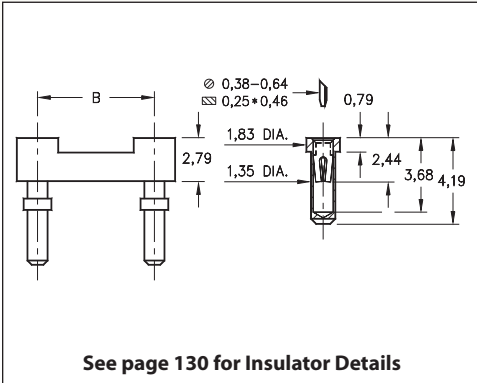 B
⌀ 0,38-0,64
▧ 0,25*0,46
0,79
1,83 DIA.
2,79
2,44
1,35 DIA.
3,68
4,19
See page 130 for Insulator Details